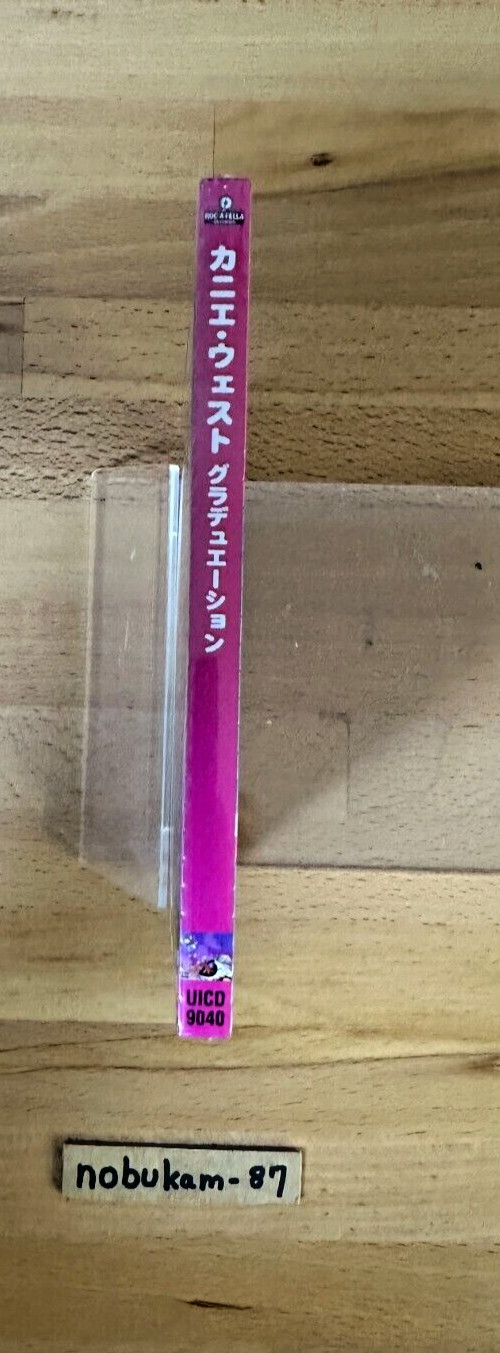 ROC-A-FELLA
RECORDS
カニエ・ウェスト グラデュエーション
UICD
9040
nobukam-87